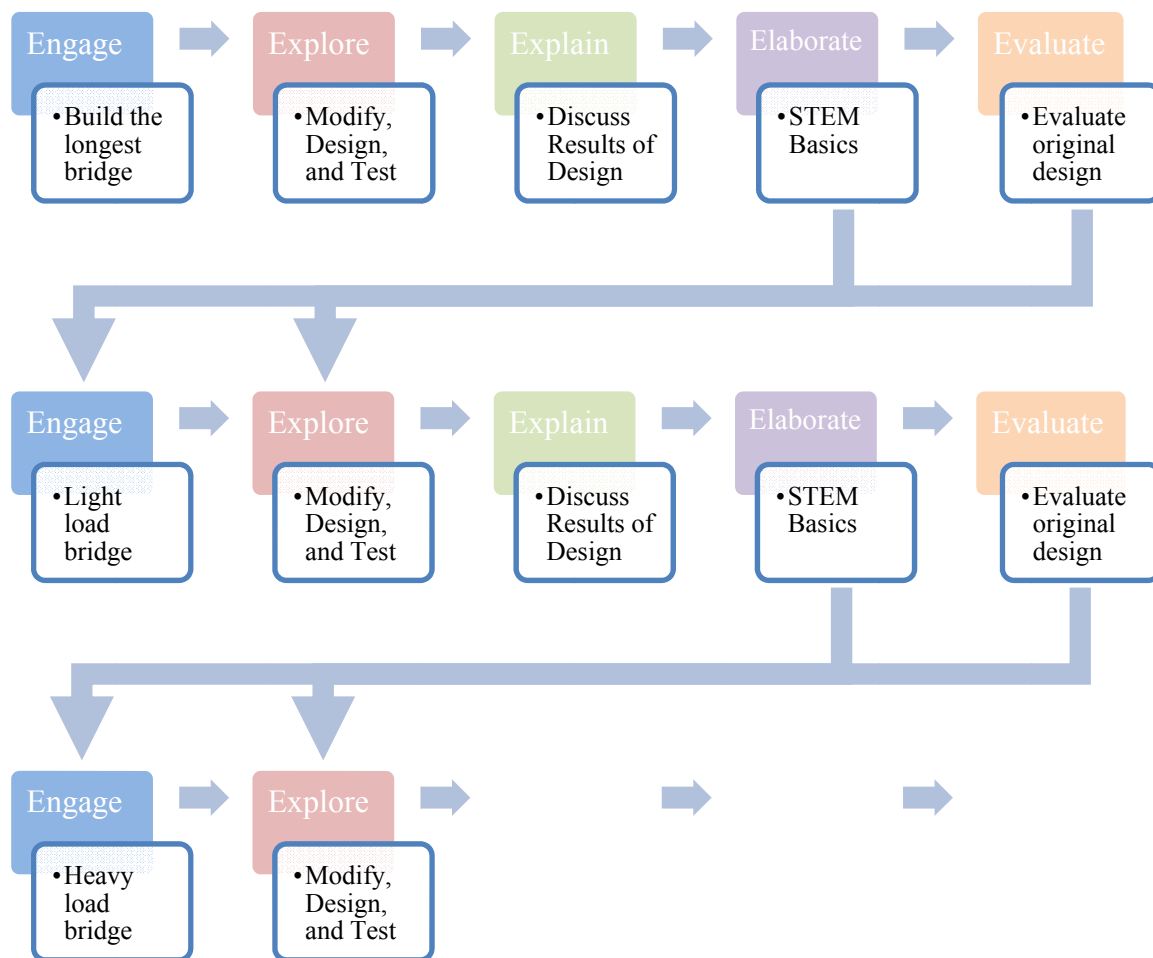 Engage
Explore
Explain
Elaborate
Evaluate
•Build the
longest
bridge
•Modify,
Design,
and Test
•Discuss
Results of
Design
•STEM
Basics
•Evaluate
original
design
Engage
Explore
Explain
Elaborate
Evaluate
•Light
load
bridge
•Modify,
Design,
and Test
•Discuss
Results of
Design
•STEM
Basics
•Evaluate
original
design
Engage
Explore
•Heavy
load
bridge
•Modify,
Design,
and Test